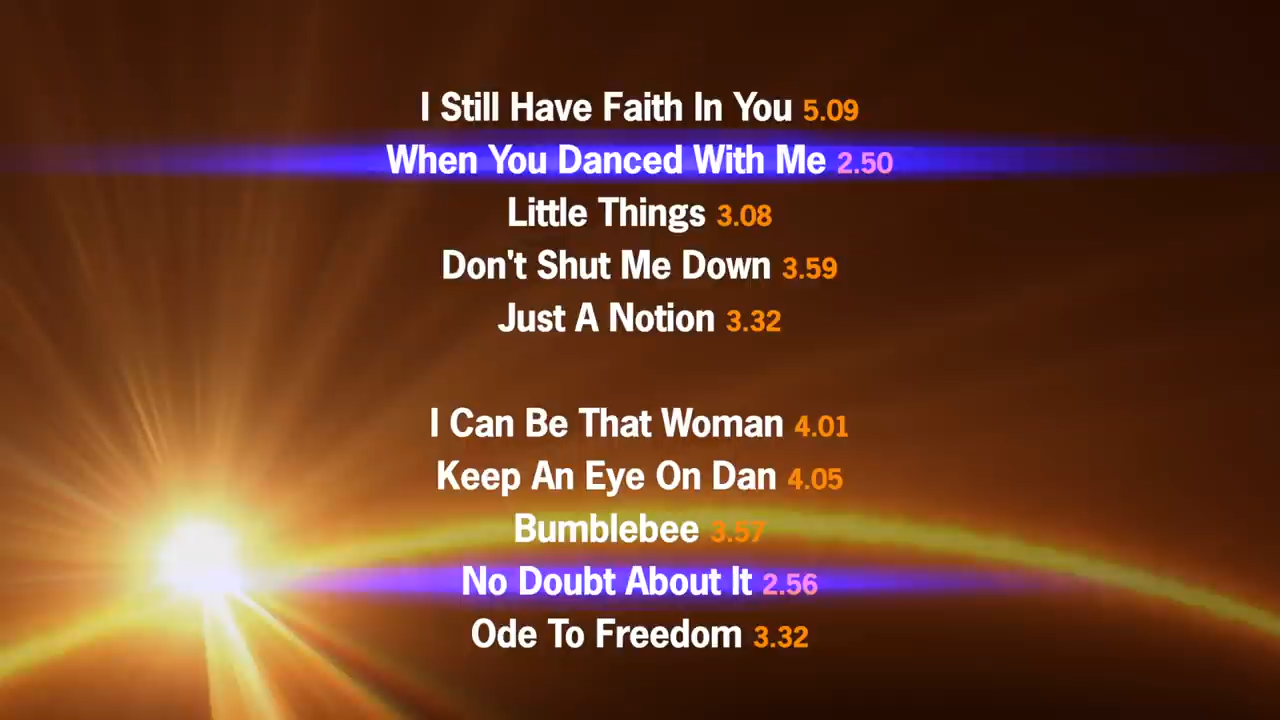 I Still Have Faith In You 5.09
When You Danced With Me 2.50
Little Things 3.08
Don't Shut Me Down 3.59
Just A Notion 3.32
I Can Be That Woman 4.01
Keep An Eye On Dan 4.05
Bumblebee 3.57
No Doubt About It 2.56
Ode To Freedom 3.32